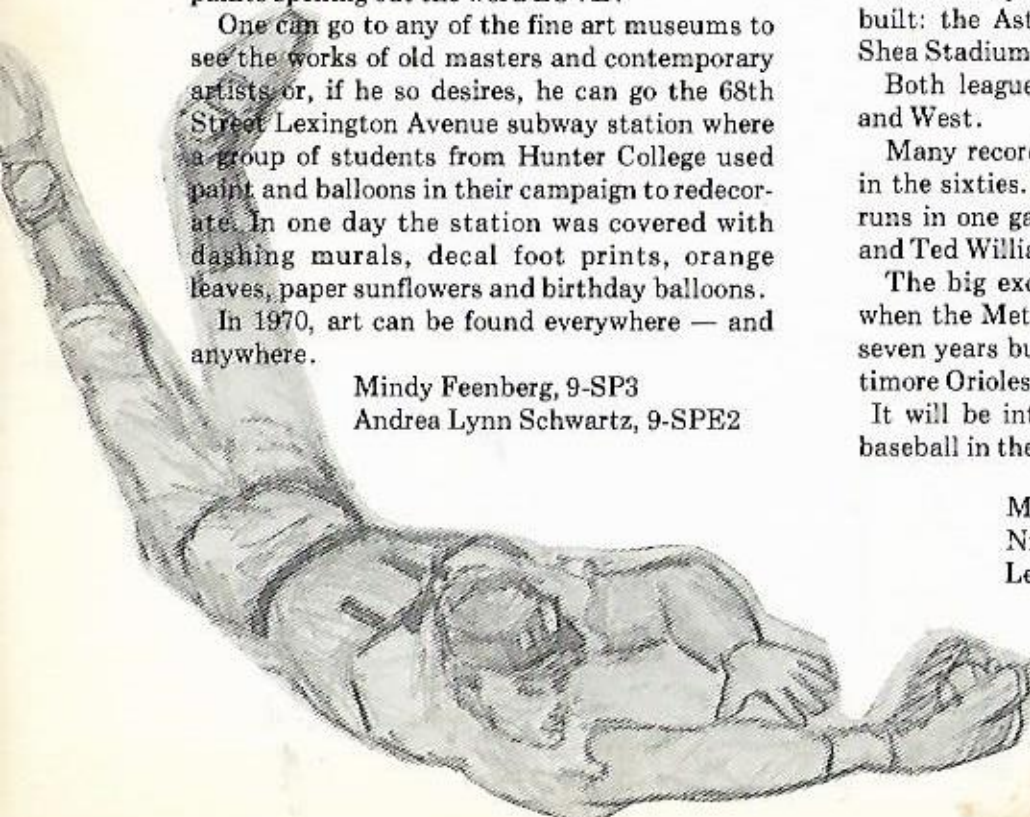 One can go to any of the fine art museums to
see the works of old masters and contemporary
artists or, if he so desires, he can go the 68th
Street Lexington Avenue subway station where
a group of students from Hunter College used
paint and balloons in their campaign to redecor-
ate. In one day the station was covered with
dashing murals, decal foot prints, orange
leaves, paper sunflowers and birthday balloons.
In 1970, art can be found everywhere — and
anywhere.
Mindy Feenberg, 9-SP3
Andrea Lynn Schwartz, 9-SPE2
built: the Ast
Shea Stadium
Both league
and West.
Many recor
in the sixties.
runs in one ga
and Ted Willia
The big exc
when the Met
seven years bu
timore Orioles
It will be int
baseball in the
M
N
Le